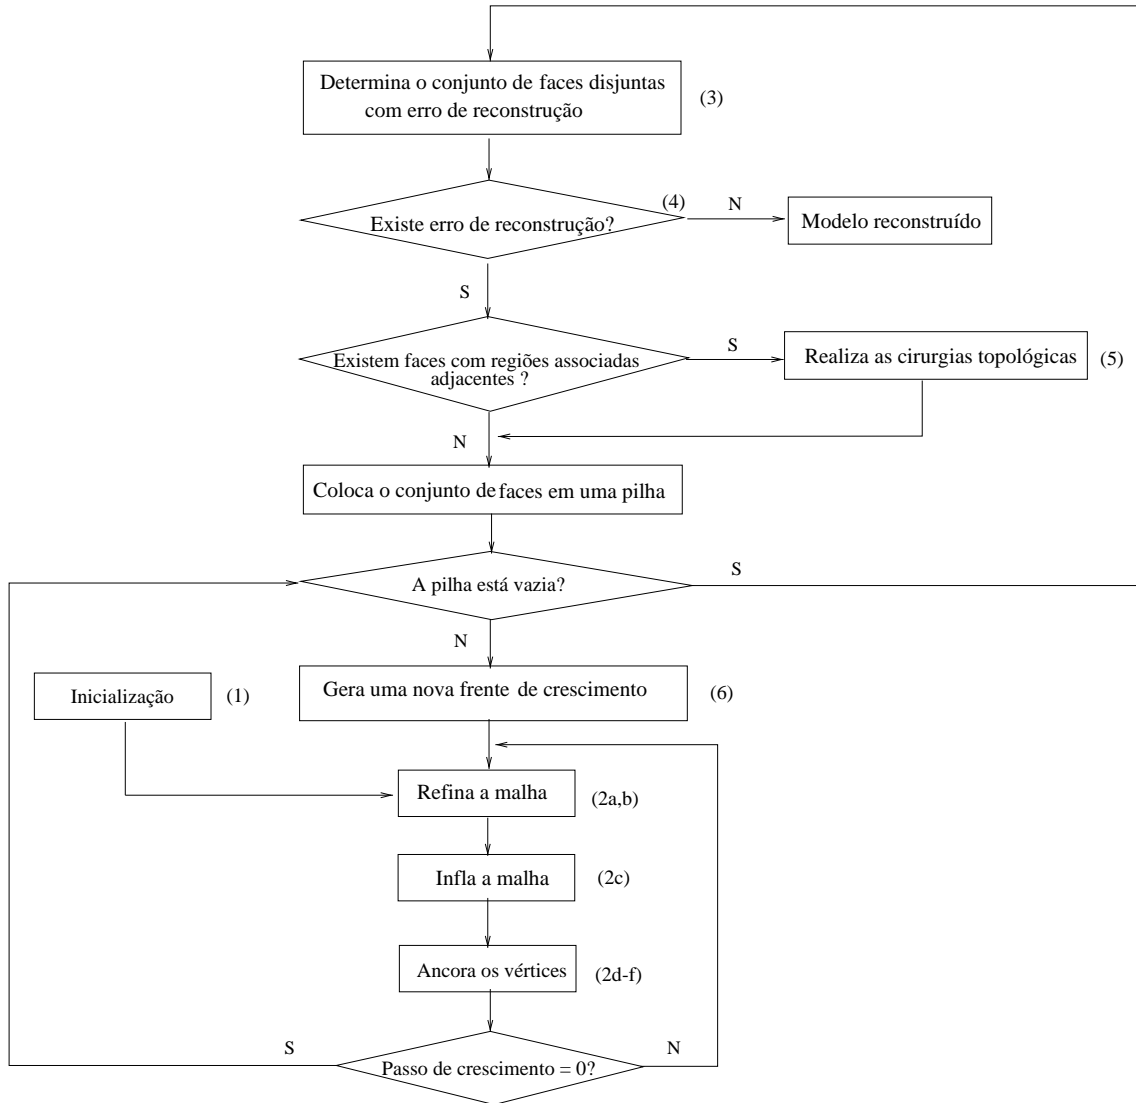 Determina o conjunto de faces disjuntas
com erro de reconstrução
(3)
(4)
N
Existe erro de reconstrução?
Modelo reconstruído
S
S
Existem faces com regiões associadas
adjacentes ?
Realiza as cirurgias topológicas
(5)
N
Coloca o conjunto de faces em uma pilha
A pilha está vazia?
S
N
Inicialização
(1)
Gera uma nova frente de crescimento
(6)
Refina a malha
(2a,b)
Infla a malha
(2c)
Ancora os vértices
(2d-f)
S
N
Passo de crescimento = 0?